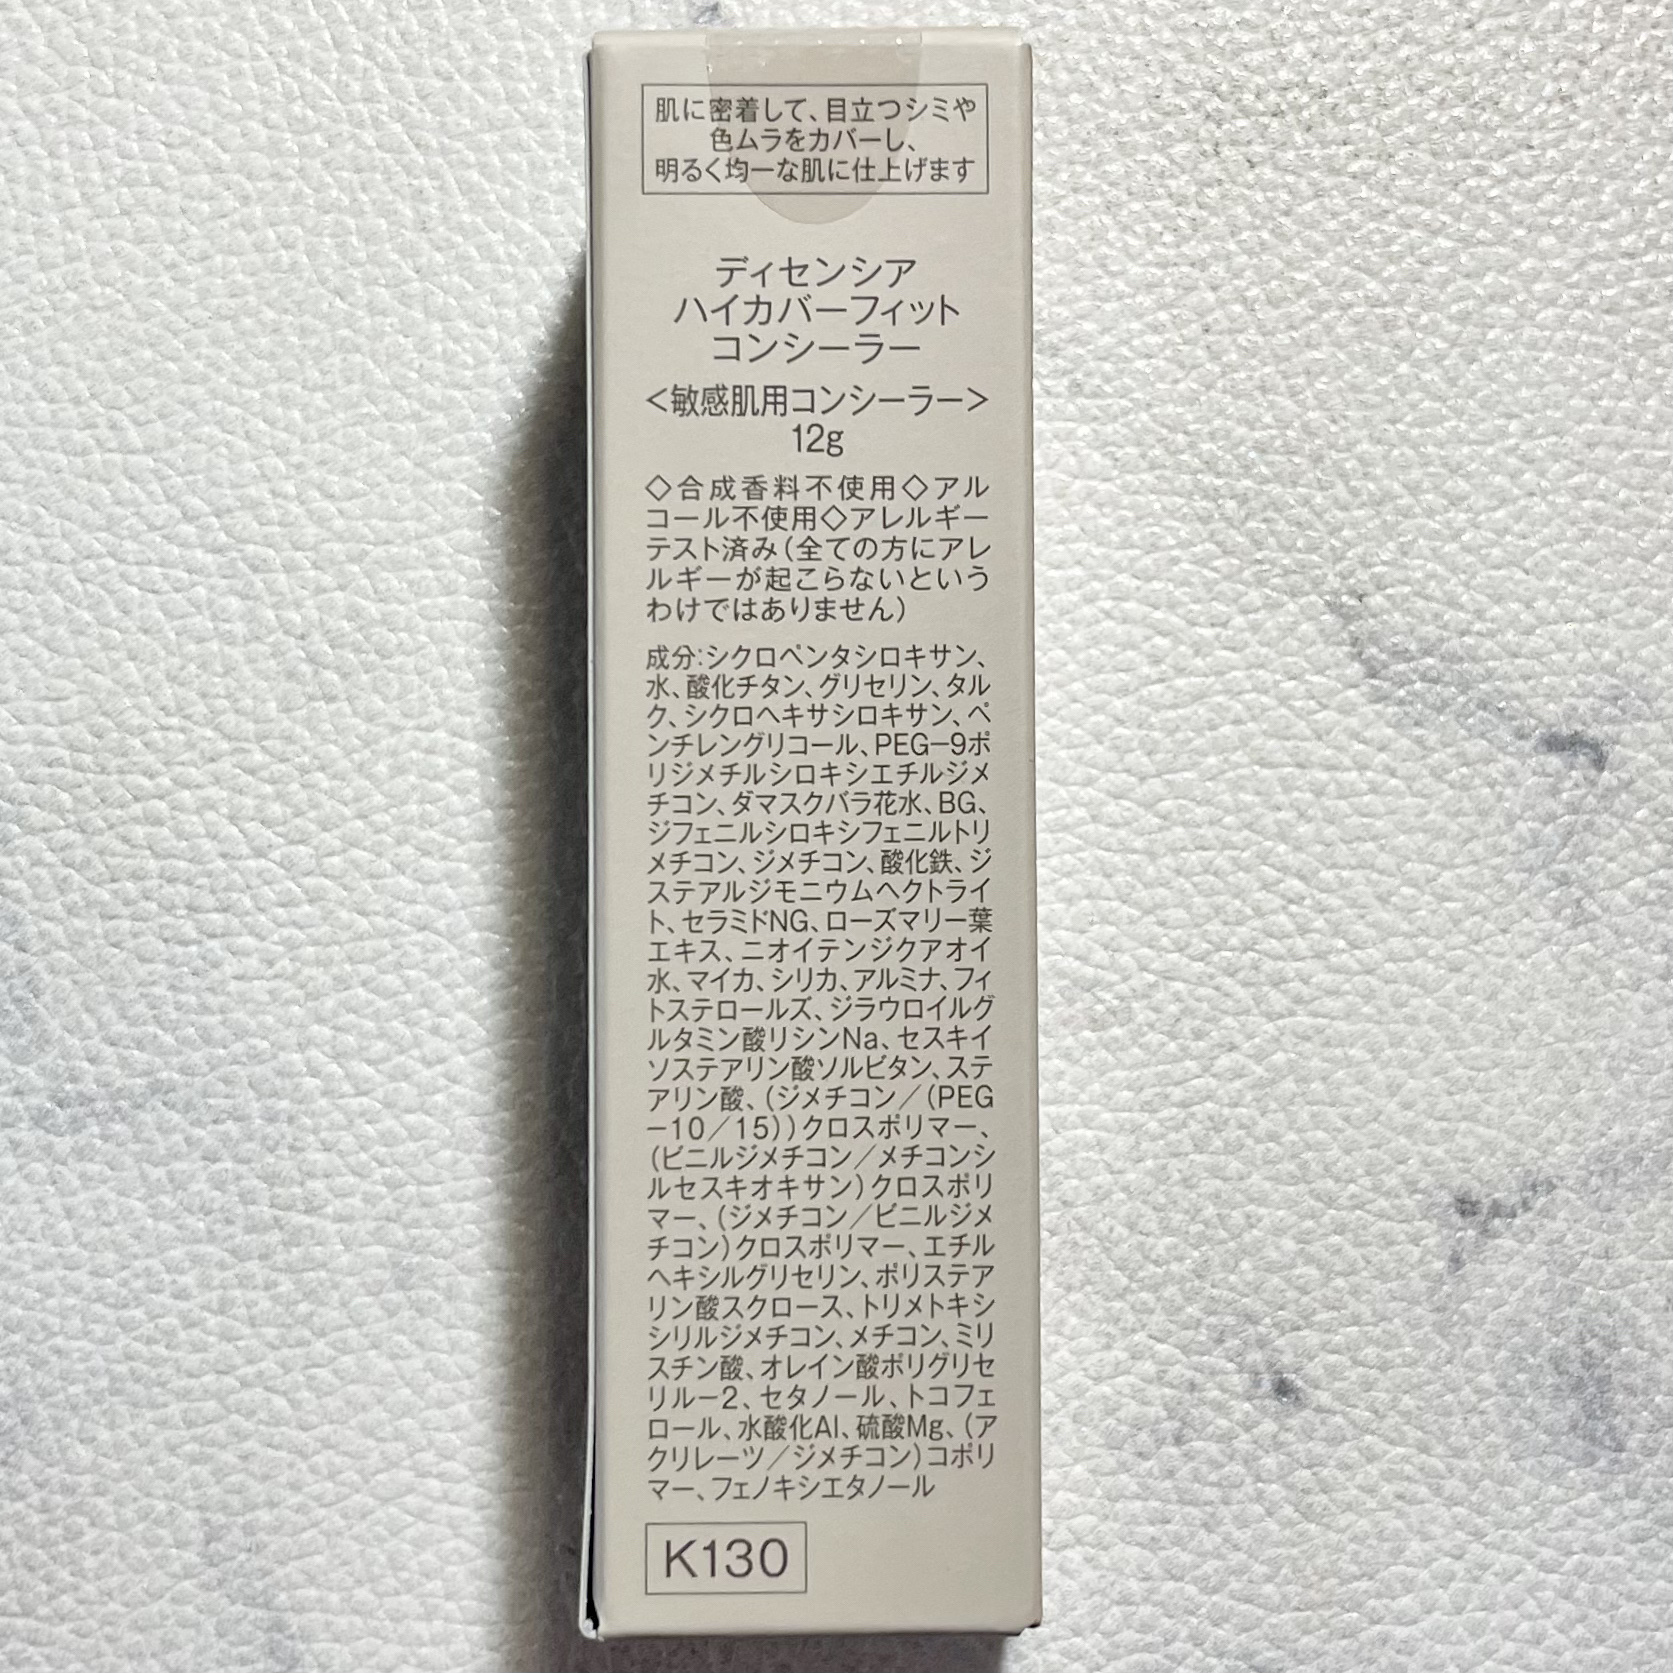 肌に密着して、目立つシミや
色ムラをカバーし、
明るく均一な肌に仕上げます
ディセンシア
ハイカバーフィット
コンシーラー
＜敏感肌用コンシーラー＞
12g
◇合成香料不使用◇アル
コール不使用◇アレルギー
テスト済み（全ての方にアレ
ルギーが起こらないという
わけではありません）
成分：シクロペンタシロキサン、
水、酸化チタン、グリセリン、タル
ク、シクロヘキサシロキサン、ペ
ンチレングリコール、PEG−9ポ
リジメチルシロキシエチルジメ
チコン、ダマスクバラ花水、BG、
ジフェニルシロキシフェニルトリ
メチコン、ジメチコン、酸化鉄、ジ
ステアルジモニウムヘクトライ
ト、セラミドNG、ローズマリー葉
エキス、ニオイテンジクアオイ
水、マイカ、シリカ、アルミナ、フィ
トステロールズ、ジラウロイルグ
ルタミン酸リシンNa、セスキイ
ソステアリン酸ソルビタン、ステ
アリン酸、（ジメチコン／（PEG
−10／15））クロスポリマー、
（ビニルジメチコン／メチコンシ
ルセスキオキサン）クロスポリ
マー、（ジメチコン／ビニルジメ
チコン）クロスポリマー、エチル
ヘキシルグリセリン、ポリステア
リン酸スクロース、トリメトキシ
シリルジメチコン、メチコン、ミリ
スチン酸、オレイン酸ポリグリセ
リル−2、セタノール、トコフェ
ロール、水酸化Al、硫酸Mg、（ア
クリレーツ／ジメチコン）コポリ
マー、フェノキシエタノール
K130